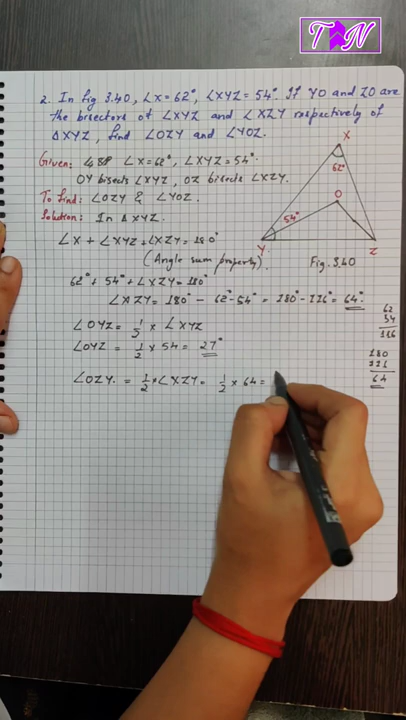 T N
2. In Fig 3.40, ∠X = 62°, ∠XYZ = 54°. If YO and ZO are
the bisectors of ∠XYZ and ∠XZY respectively of
△XYZ, find ∠OZY and ∠YOZ.
Given: ∠X = 62°, ∠XYZ = 54°.
OY bisects ∠XYZ, OZ bisects ∠XZY.
To find: ∠OZY & ∠YOZ.
Solution: In △XYZ.
∠X + ∠XYZ + ∠XZY = 180°
(Angle sum property)
62° + 54° + ∠XZY = 180°
∠XZY = 180° - 62° - 54° = 180° - 116° = 64°.
∠OYZ = 1/2 × ∠XYZ
∠OYZ = 1/2 × 54 = 27°
∠OZY = 1/2 × ∠XZY = 1/2 × 64 =
X
62°
O
54°
Y
Z
Fig. 3.40
62
54
116
180
116
64